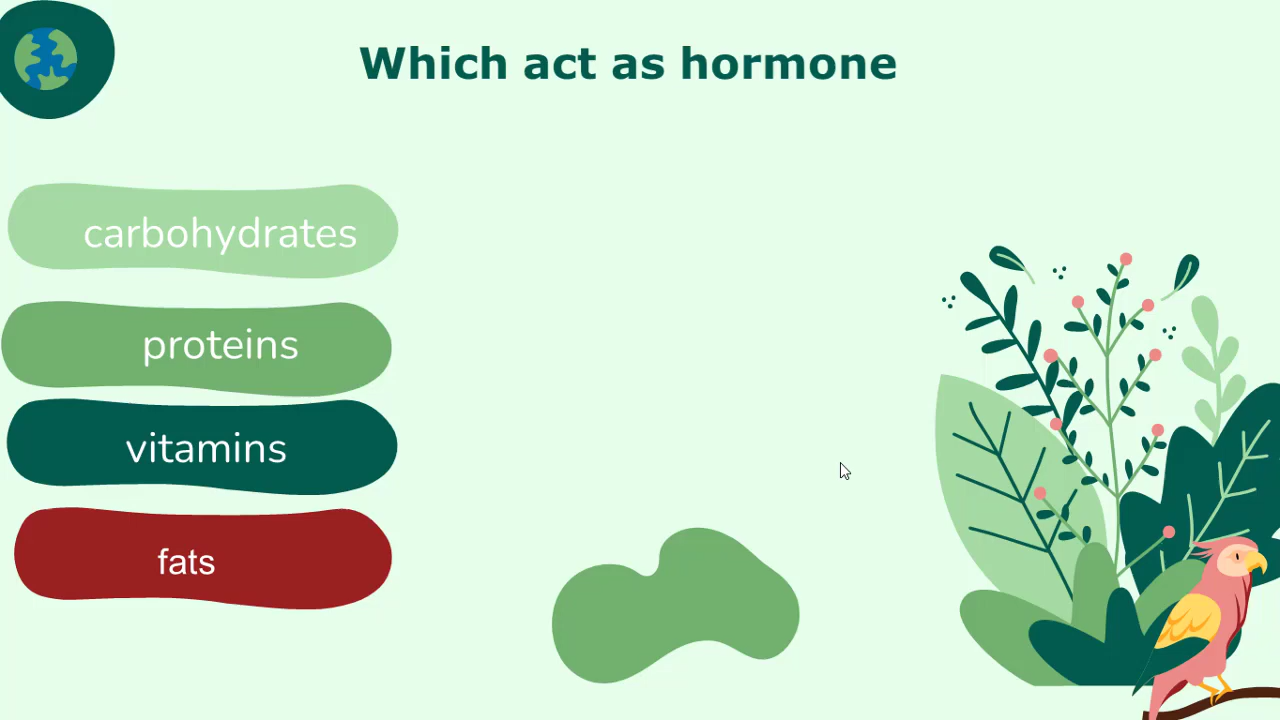 Which act as hormone
carbohydrates
proteins
vitamins
fats